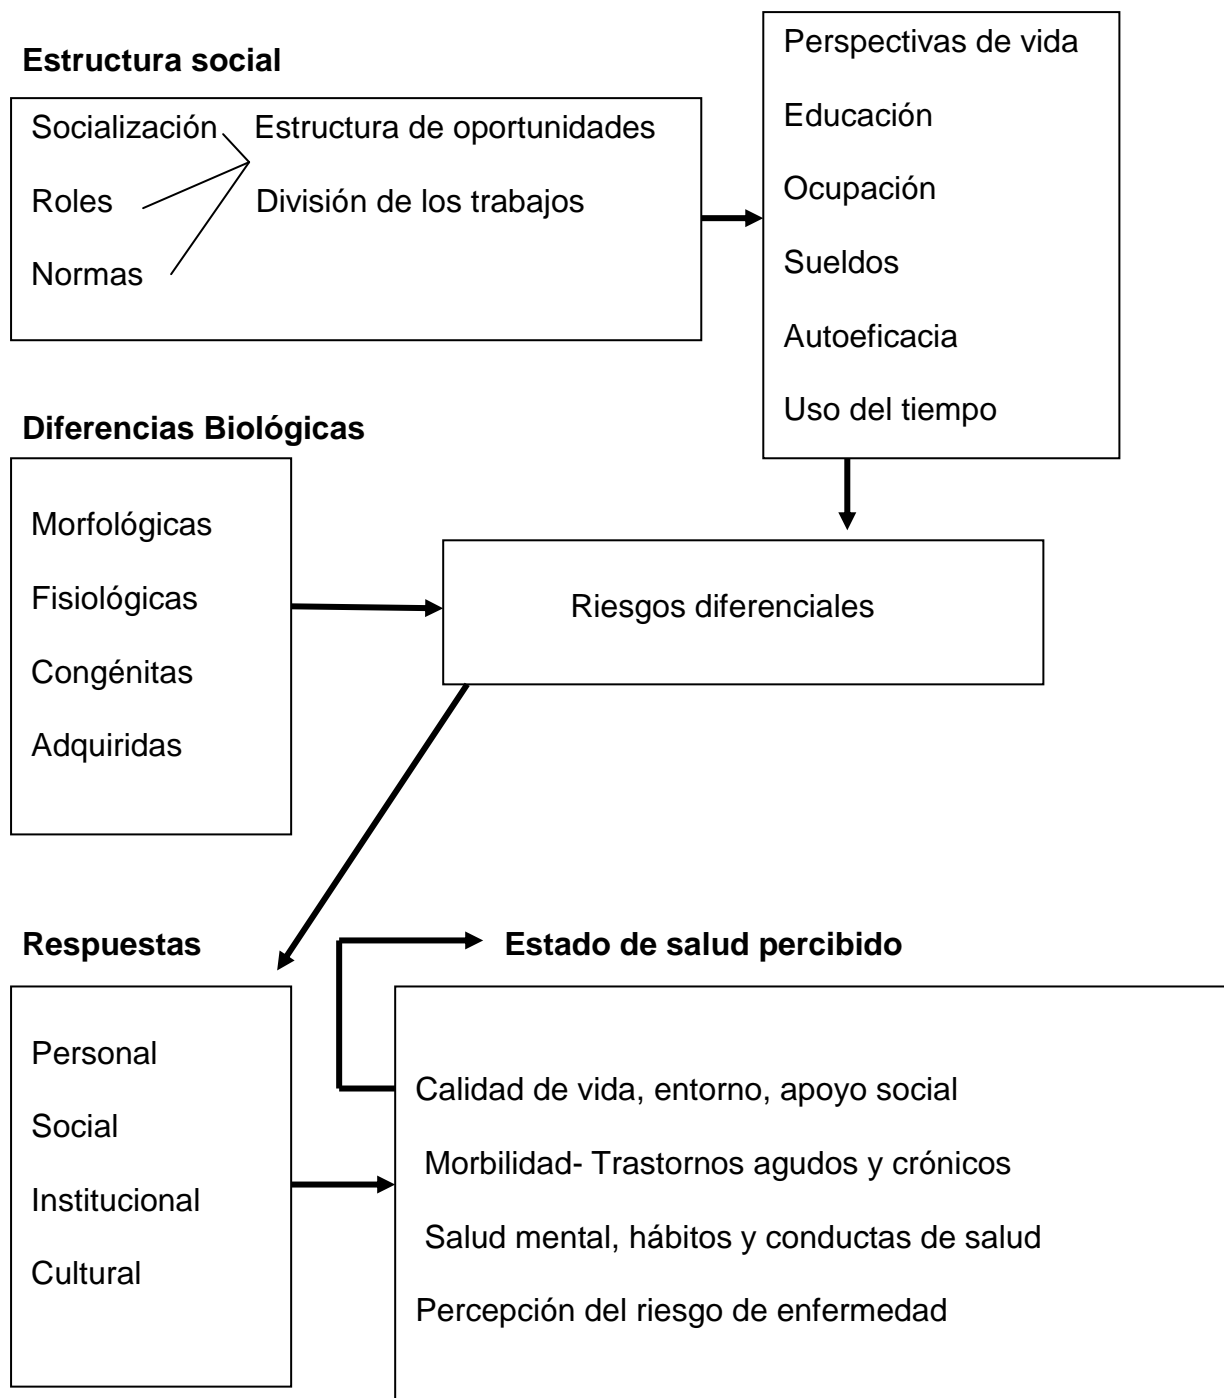 Estructura social
Socialización Estructura de oportunidades
Roles División de los trabajos
Normas
Perspectivas de vida
Educación
Ocupación
Sueldos
Autoeficacia
Uso del tiempo
Diferencias Biológicas
Morfológicas
Fisiológicas
Congénitas
Adquiridas
Riesgos diferenciales
Respuestas
Personal
Social
Institucional
Cultural
Estado de salud percibido
Calidad de vida, entorno, apoyo social
Morbilidad- Trastornos agudos y crónicos
Salud mental, hábitos y conductas de salud
Percepción del riesgo de enfermedad